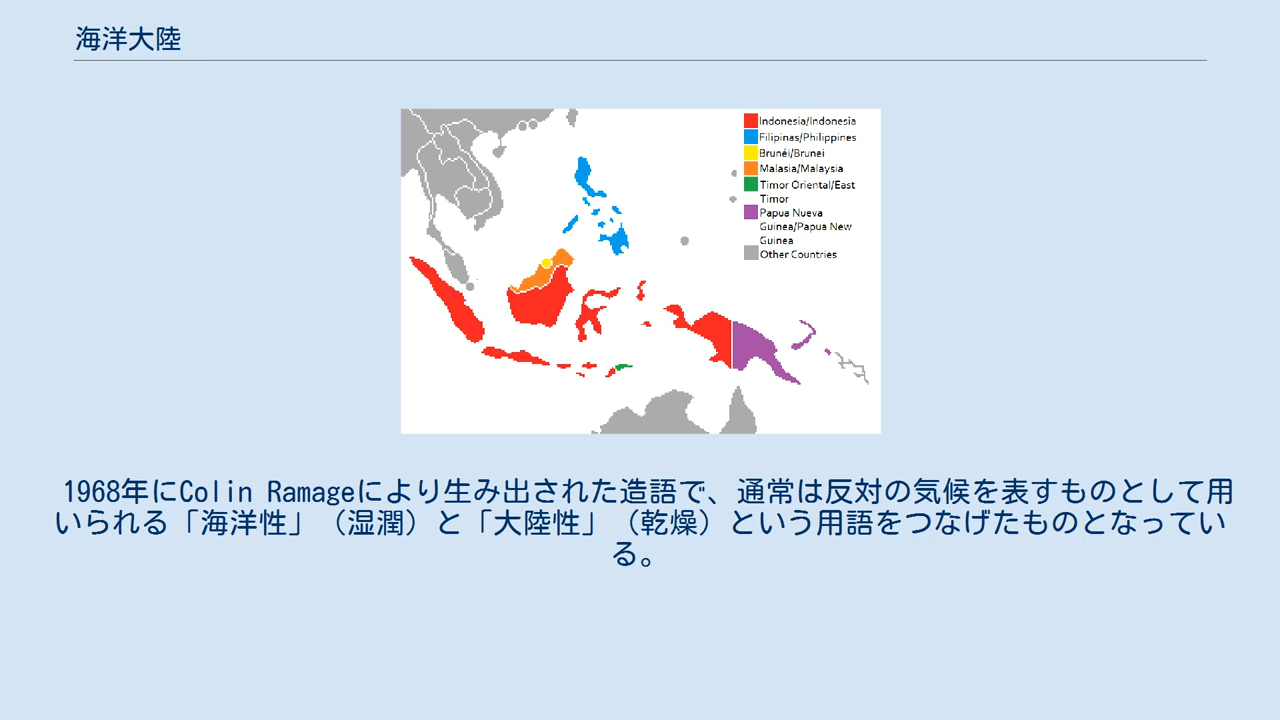 海洋大陸
Indonesia/Indonesia
Filipinas/Philippines
Brunéi/Brunei
Malasia/Malaysia
Timor Oriental/East
Timor
Papua Nueva
Guinea/Papua New
Guinea
Other Countries
1968年にColin Ramageにより生み出された造語で、通常は反対の気候を表すものとして用
いられる「海洋性」（湿潤）と「大陸性」（乾燥）という用語をつなげたものとなってい
る。